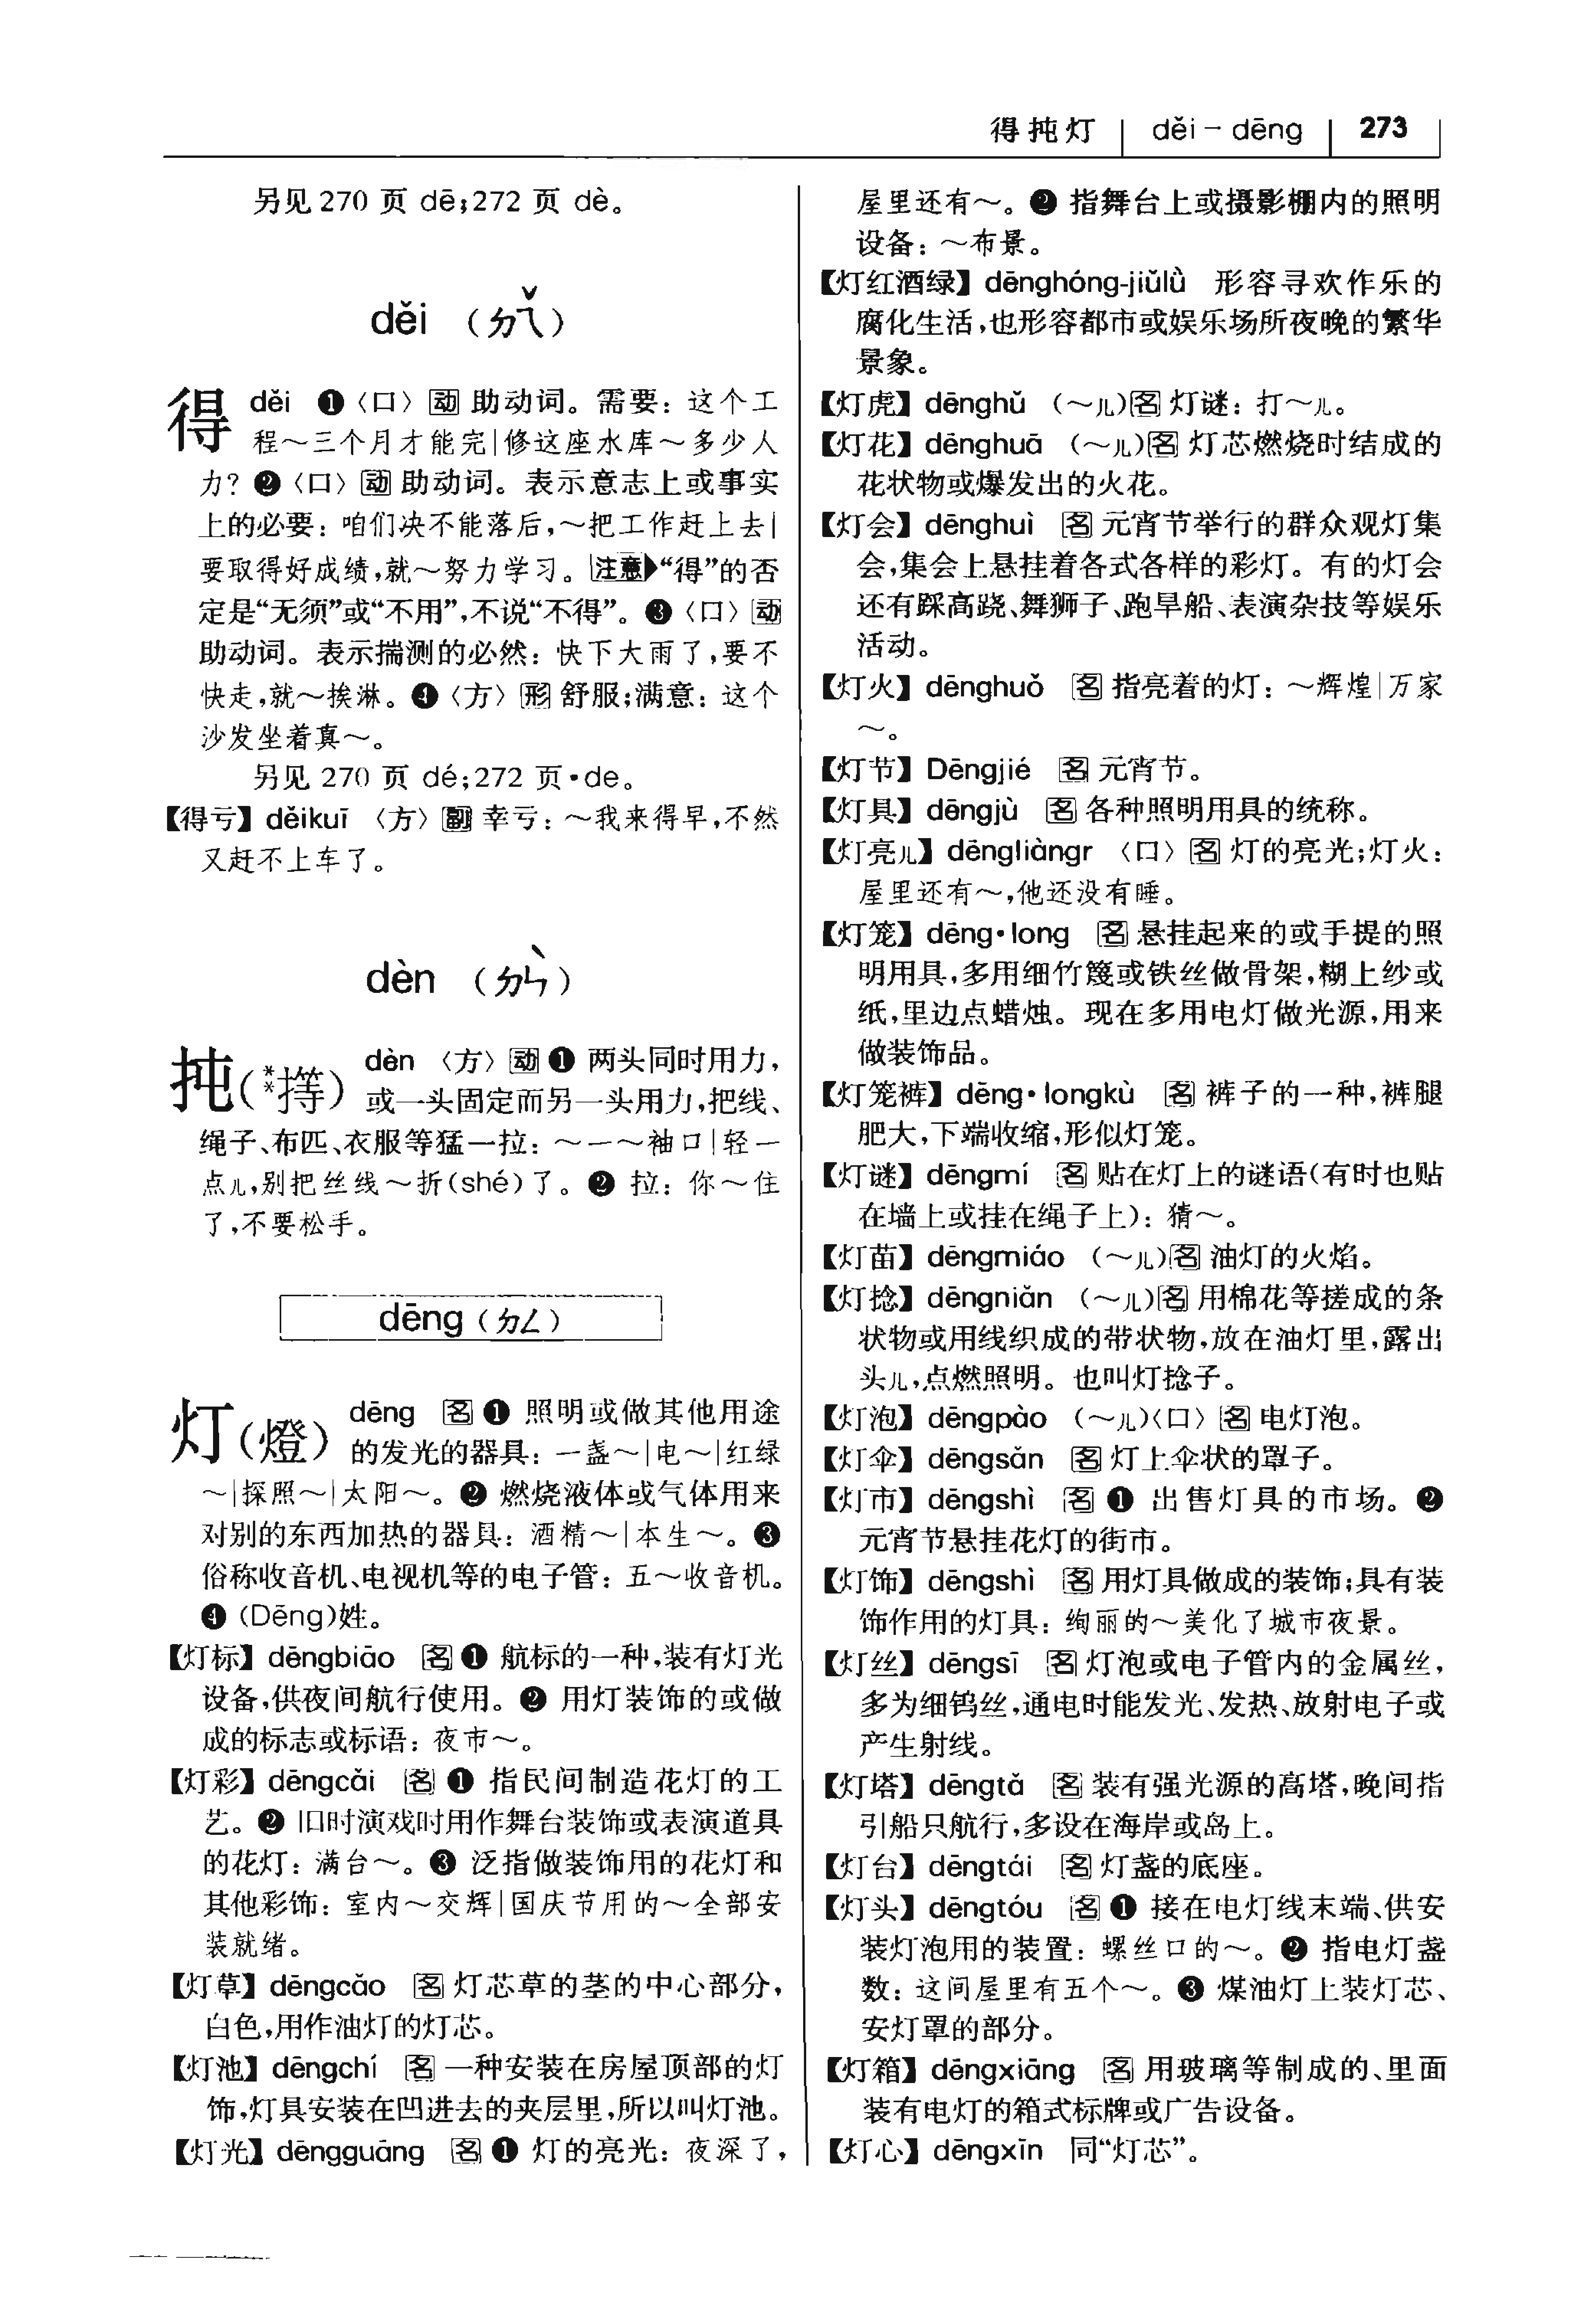 得扽灯 | děi－dēng | 273
另见 270 页 dē;272 页 dè。
děi （ㄉㄟˇ）
得 děi ❶〈口〉[动] 助动词。需要：这个工
程～三个月才能完|修这座水库～多少人
力? ❷〈口〉[动] 助动词。表示意志上或事实
上的必要：咱们决不能落后，～把工作赶上去|
要取得好成绩，就～努力学习。 [注意]▶“得”的否
定是“无须”或“不用”，不说“不得”。❸〈口〉[动]
助动词。表示揣测的必然：快下大雨了，要不
快走，就～挨淋。❹〈方〉[形] 舒服;满意：这个
沙发坐着真～。
另见 270 页 dé;272 页·de。
【得亏】děikuī 〈方〉[副] 幸亏：～我来得早，不然
又赶不上车了。
dèn （ㄉㄣˋ）
扽(**撜) dèn 〈方〉[动] ❶ 两头同时用力，
或一头固定而另一头用力，把线、
绳子、布匹、衣服等猛一拉：～一～袖口|轻一
点儿，别把丝线～折(shé)了。❷ 拉：你～住
了，不要松手。
dēng（ㄉㄥ）
灯(燈) dēng [名] ❶ 照明或做其他用途
的发光的器具：一盏～|电～|红绿
～|探照～|太阳～。❷ 燃烧液体或气体用来
对别的东西加热的器具：酒精～|本生～。❸
俗称收音机、电视机等的电子管：五～收音机。
❹ (Dēng)姓。
【灯标】dēngbiāo [名] ❶ 航标的一种，装有灯光
设备，供夜间航行使用。❷ 用灯装饰的或做
成的标志或标语：夜市～。
【灯彩】dēngcǎi [名] ❶ 指民间制造花灯的工
艺。❷ 旧时演戏时用作舞台装饰或表演道具
的花灯：满台～。❸ 泛指做装饰用的花灯和
其他彩饰：室内～交辉|国庆节用的～全部安
装就绪。
【灯草】dēngcǎo [名] 灯芯草的茎的中心部分，
白色，用作油灯的灯芯。
【灯池】dēngchí [名] 一种安装在房屋顶部的灯
饰，灯具安装在凹进去的夹层里，所以叫灯池。
【灯光】dēngguāng [名] ❶ 灯的亮光：夜深了，
屋里还有～。❷ 指舞台上或摄影棚内的照明
设备：～布景。
【灯红酒绿】dēnghóng-jiǔlǜ 形容寻欢作乐的
腐化生活，也形容都市或娱乐场所夜晚的繁华
景象。
【灯虎】dēnghǔ （～儿)[名] 灯谜：打～儿。
【灯花】dēnghuā （～儿)[名] 灯芯燃烧时结成的
花状物或爆发出的火花。
【灯会】dēnghuì [名] 元宵节举行的群众观灯集
会，集会上悬挂着各式各样的彩灯。有的灯会
还有踩高跷、舞狮子、跑旱船、表演杂技等娱乐
活动。
【灯火】dēnghuǒ [名] 指亮着的灯：～辉煌|万家
～。
【灯节】Dēngjié [名] 元宵节。
【灯具】dēngjù [名] 各种照明用具的统称。
【灯亮儿】dēngliàngr 〈口〉[名] 灯的亮光;灯火：
屋里还有～，他还没有睡。
【灯笼】dēng·long [名] 悬挂起来的或手提的照
明用具，多用细竹篾或铁丝做骨架，糊上纱或
纸，里边点蜡烛。现在多用电灯做光源，用来
做装饰品。
【灯笼裤】dēng·longkù [名] 裤子的一种，裤腿
肥大，下端收缩，形似灯笼。
【灯谜】dēngmí [名] 贴在灯上的谜语(有时也贴
在墙上或挂在绳子上)：猜～。
【灯苗】dēngmiáo （～儿)[名] 油灯的火焰。
【灯捻】dēngniǎn （～儿)[名] 用棉花等搓成的条
状物或用线织成的带状物，放在油灯里，露出
头儿，点燃照明。也叫灯捻子。
【灯泡】dēngpào （～儿)〈口〉[名] 电灯泡。
【灯伞】dēngsǎn [名] 灯上伞状的罩子。
【灯市】dēngshì [名] ❶ 出售灯具的市场。❷
元宵节悬挂花灯的街市。
【灯饰】dēngshì [名] 用灯具做成的装饰;具有装
饰作用的灯具：绚丽的～美化了城市夜景。
【灯丝】dēngsī [名] 灯泡或电子管内的金属丝，
多为细钨丝，通电时能发光、发热、放射电子或
产生射线。
【灯塔】dēngtǎ [名] 装有强光源的高塔，晚间指
引船只航行，多设在海岸或岛上。
【灯台】dēngtái [名] 灯盏的底座。
【灯头】dēngtóu [名] ❶ 接在电灯线末端、供安
装灯泡用的装置：螺丝口的～。❷ 指电灯盏
数：这间屋里有五个～。❸ 煤油灯上装灯芯、
安灯罩的部分。
【灯箱】dēngxiāng [名] 用玻璃等制成的、里面
装有电灯的箱式标牌或广告设备。
【灯心】dēngxīn 同“灯芯”。